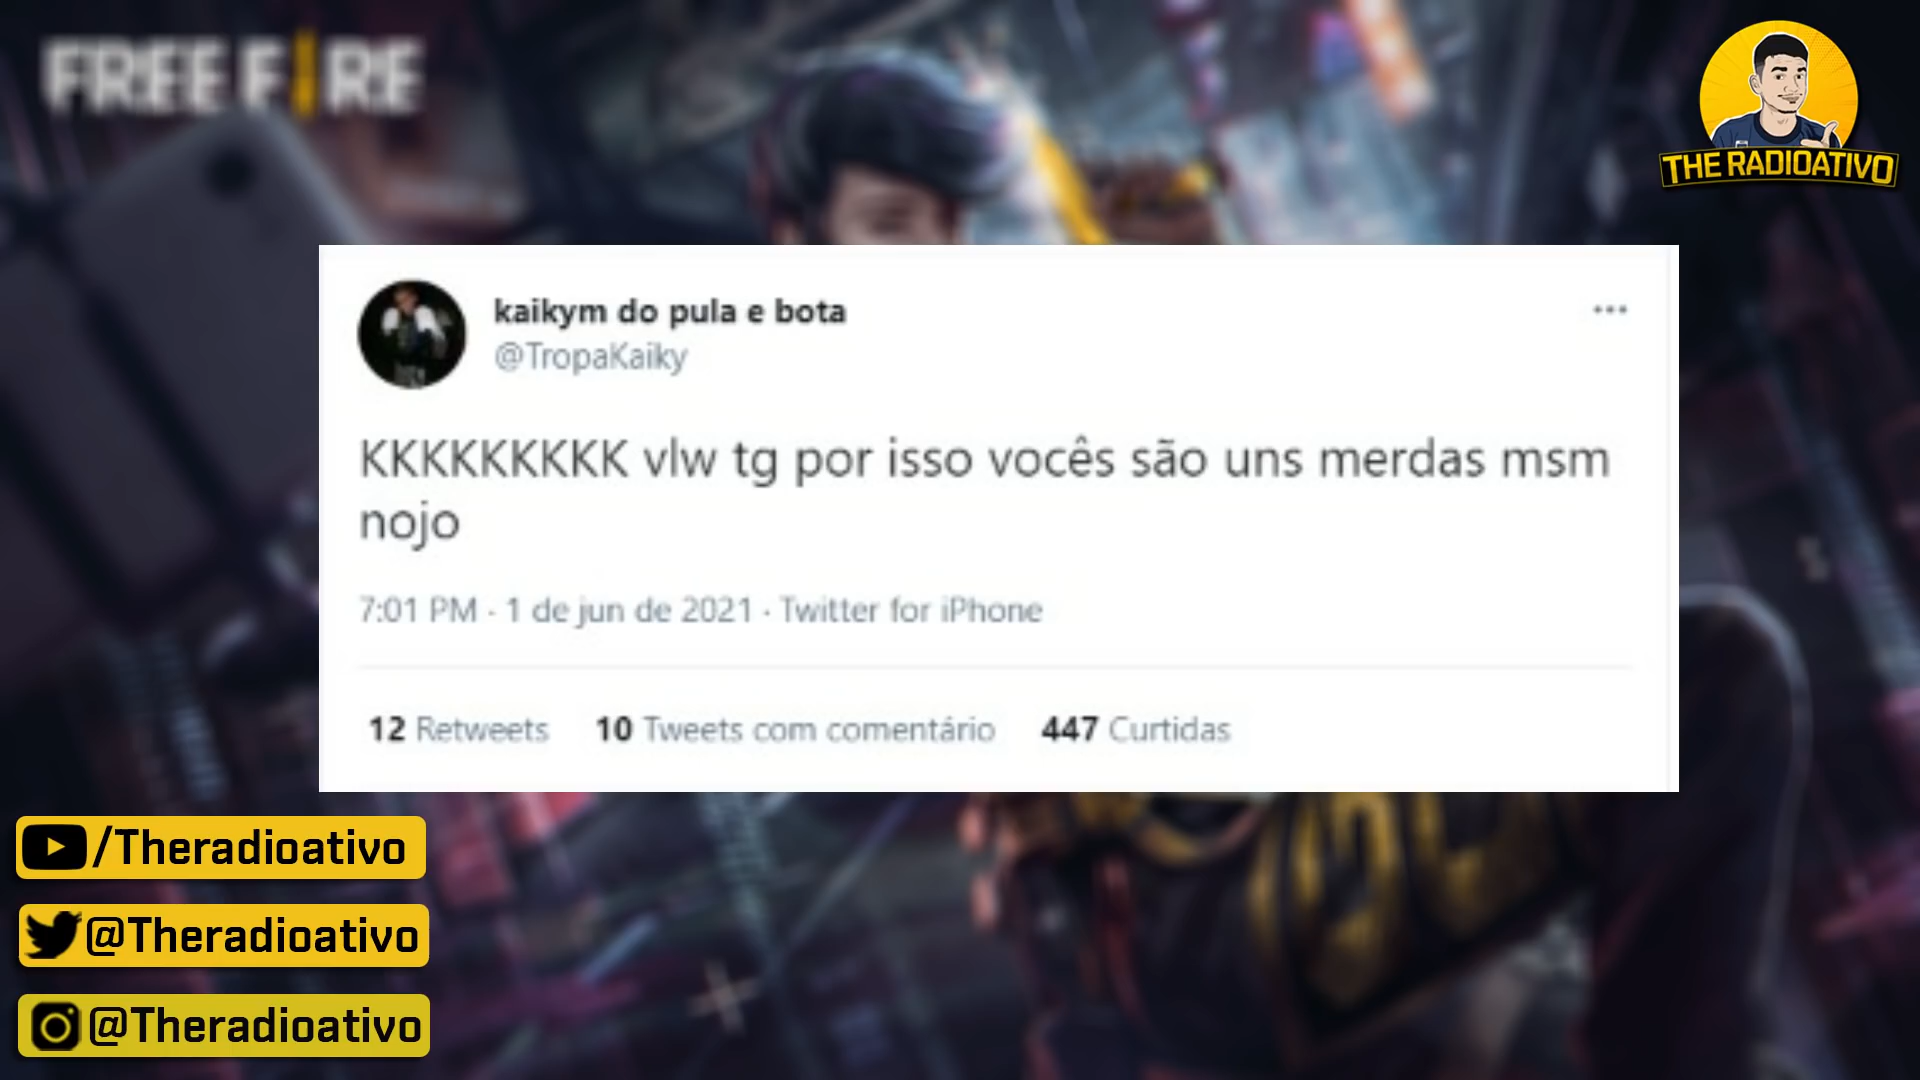 FREE FIRE
THE RADIOATIVO
kaikym do pula e bota
@TropaKaiky
KKKKKKKKK vlw tg por isso vocês são uns merdas msm
nojo
7:01 PM · 1 de jun de 2021 · Twitter for iPhone
12 Retweets 10 Tweets com comentário 447 Curtidas
/Theradioativo
@Theradioativo
@Theradioativo